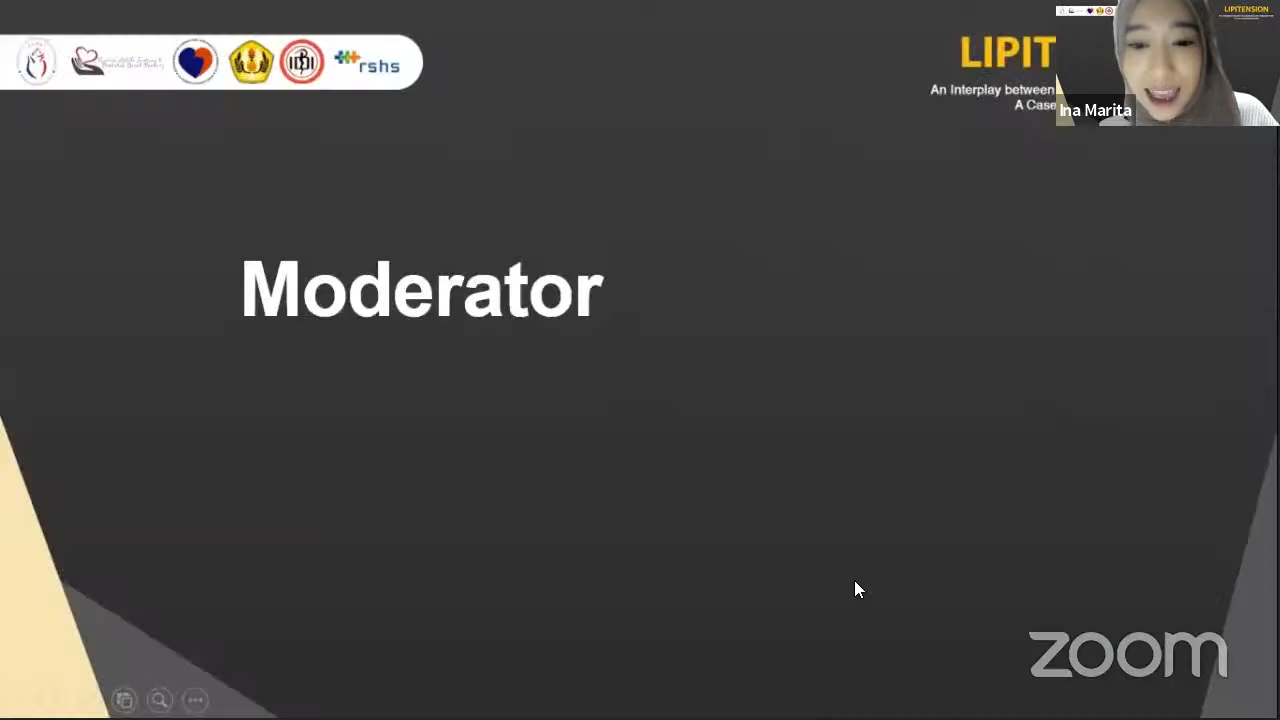 rshs
LIPIT
An Interplay between
A Case
LIPITENSION
Ina Marita
Moderator
zoom